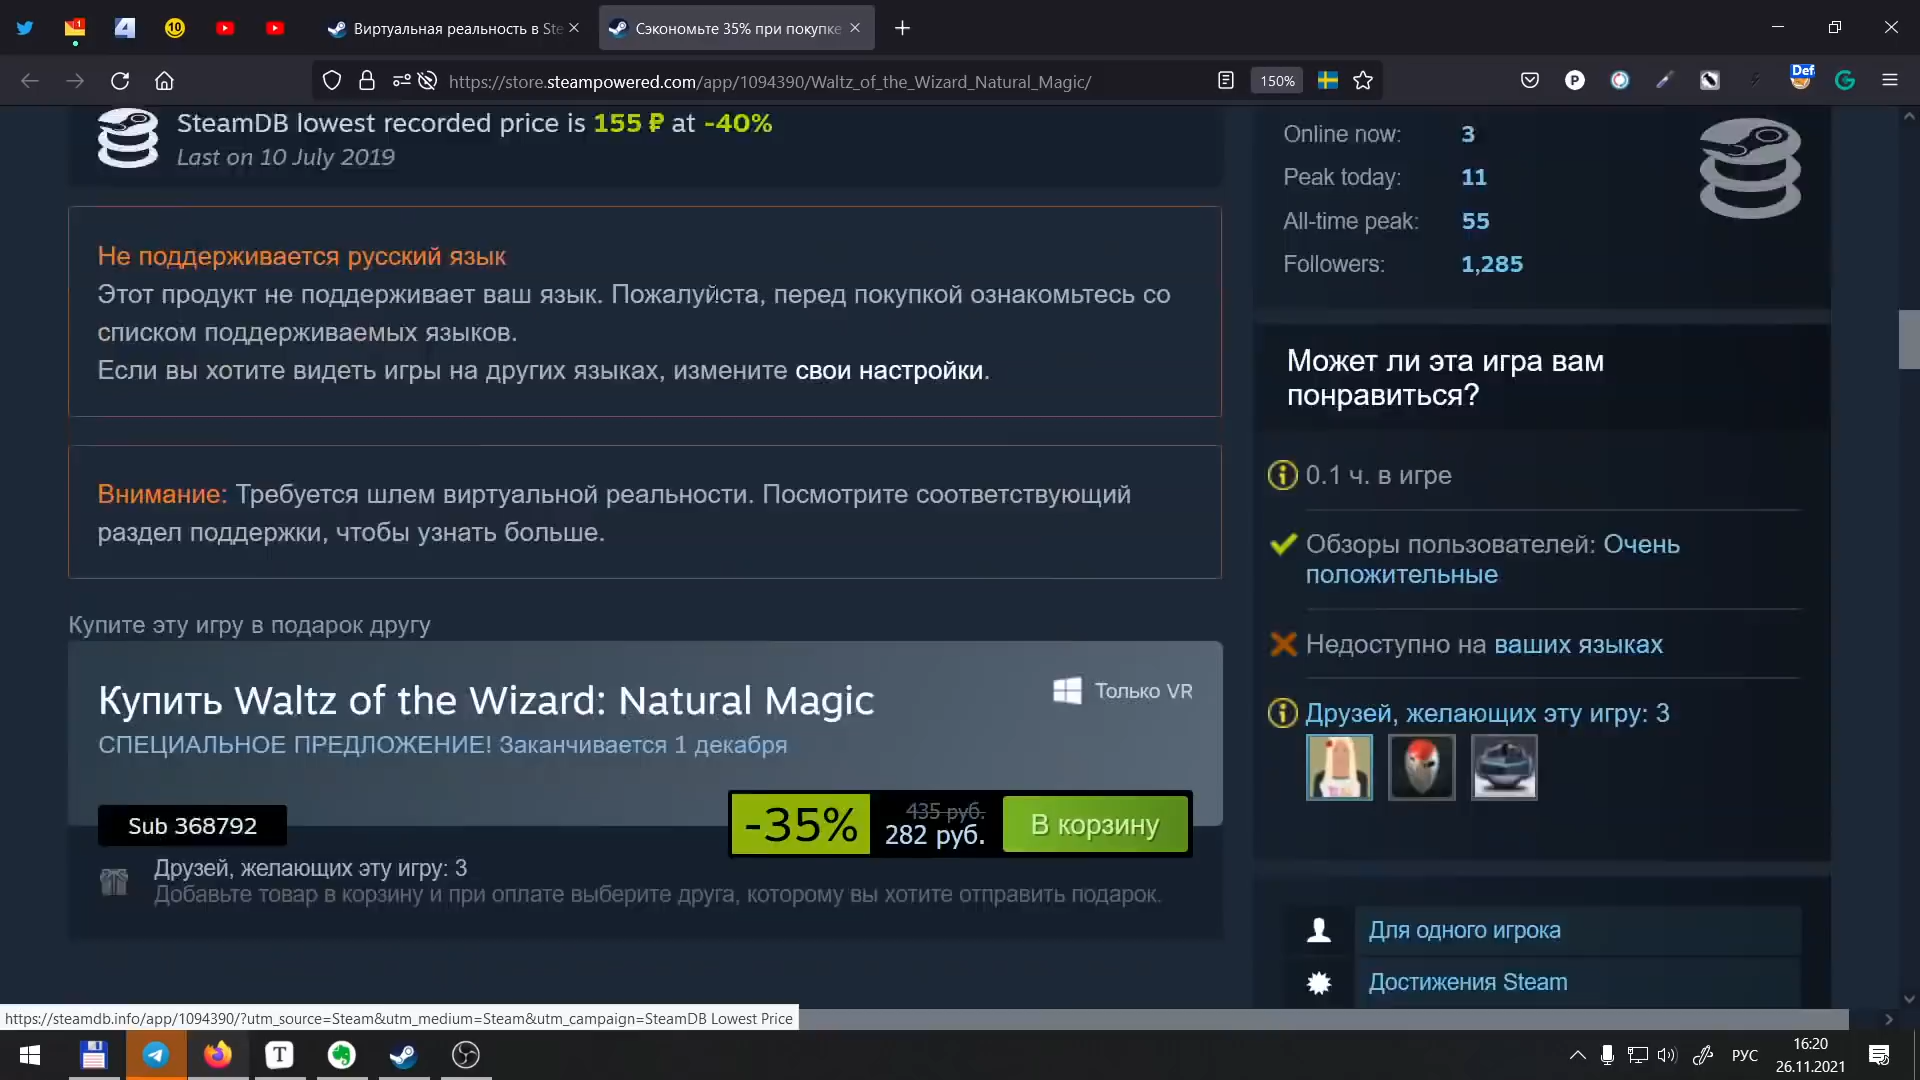 Виртуальная реальность в Ste
Сэкономьте 35% при покупке
https://store.steampowered.com/app/1094390/Waltz_of_the_Wizard_Natural_Magic/
150%
Def
SteamDB lowest recorded price is 155 ₽ at -40%
Last on 10 July 2019
Не поддерживается русский язык
Этот продукт не поддерживает ваш язык. Пожалуйста, перед покупкой ознакомьтесь со
списком поддерживаемых языков.
Если вы хотите видеть игры на других языках, измените свои настройки.
Внимание: Требуется шлем виртуальной реальности. Посмотрите соответствующий
раздел поддержки, чтобы узнать больше.
Купите эту игру в подарок другу
Купить Waltz of the Wizard: Natural Magic
Только VR
СПЕЦИАЛЬНОЕ ПРЕДЛОЖЕНИЕ! Заканчивается 1 декабря
Sub 368792
-35%
435 руб.
282 руб.
В корзину
Друзей, желающих эту игру: 3
Добавьте товар в корзину и при оплате выберите друга, которому вы хотите отправить подарок.
Online now: 3
Peak today: 11
All-time peak: 55
Followers: 1,285
Может ли эта игра вам
понравиться?
0.1 ч. в игре
Обзоры пользователей: Очень
положительные
Недоступно на ваших языках
Друзей, желающих эту игру: 3
Для одного игрока
Достижения Steam
https://steamdb.info/app/1094390/?utm_source=Steam&utm_medium=Steam&utm_campaign=SteamDB Lowest Price
РУС
16:20
26.11.2021